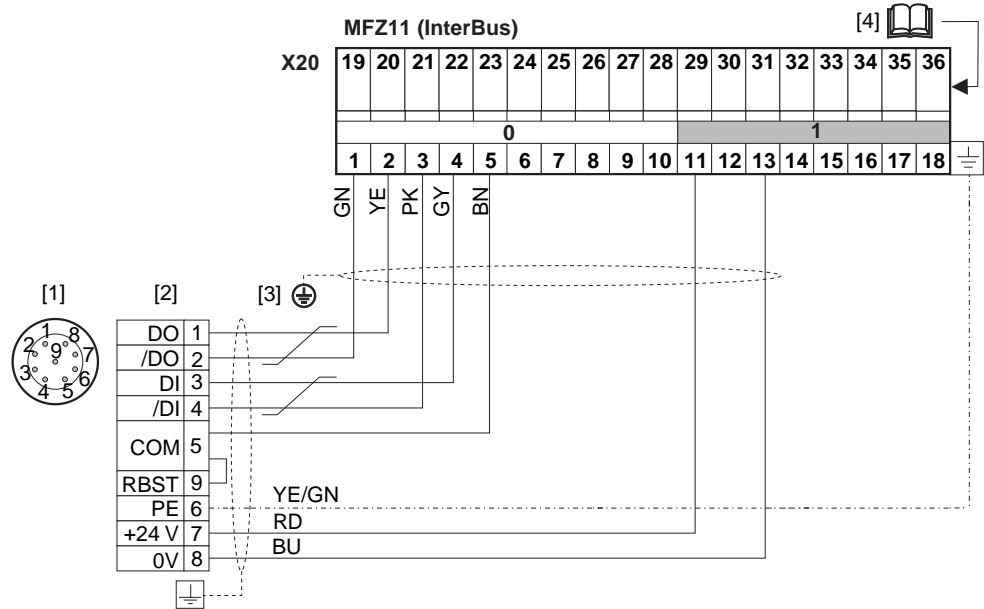 MFZ11 (InterBus)
[4]
X20 19 20 21 22 23 24 25 26 27 28 29 30 31 32 33 34 35 36
0 1
1 2 3 4 5 6 7 8 9 10 11 12 13 14 15 16 17 18
GN YE PK GY BN
[1] [2] [3]
1 8 2 9 7 3 6 4 5
DO 1
/DO 2
DI 3
/DI 4
COM 5
RBST 9
PE 6
+24 V 7
0V 8
YE/GN
RD
BU